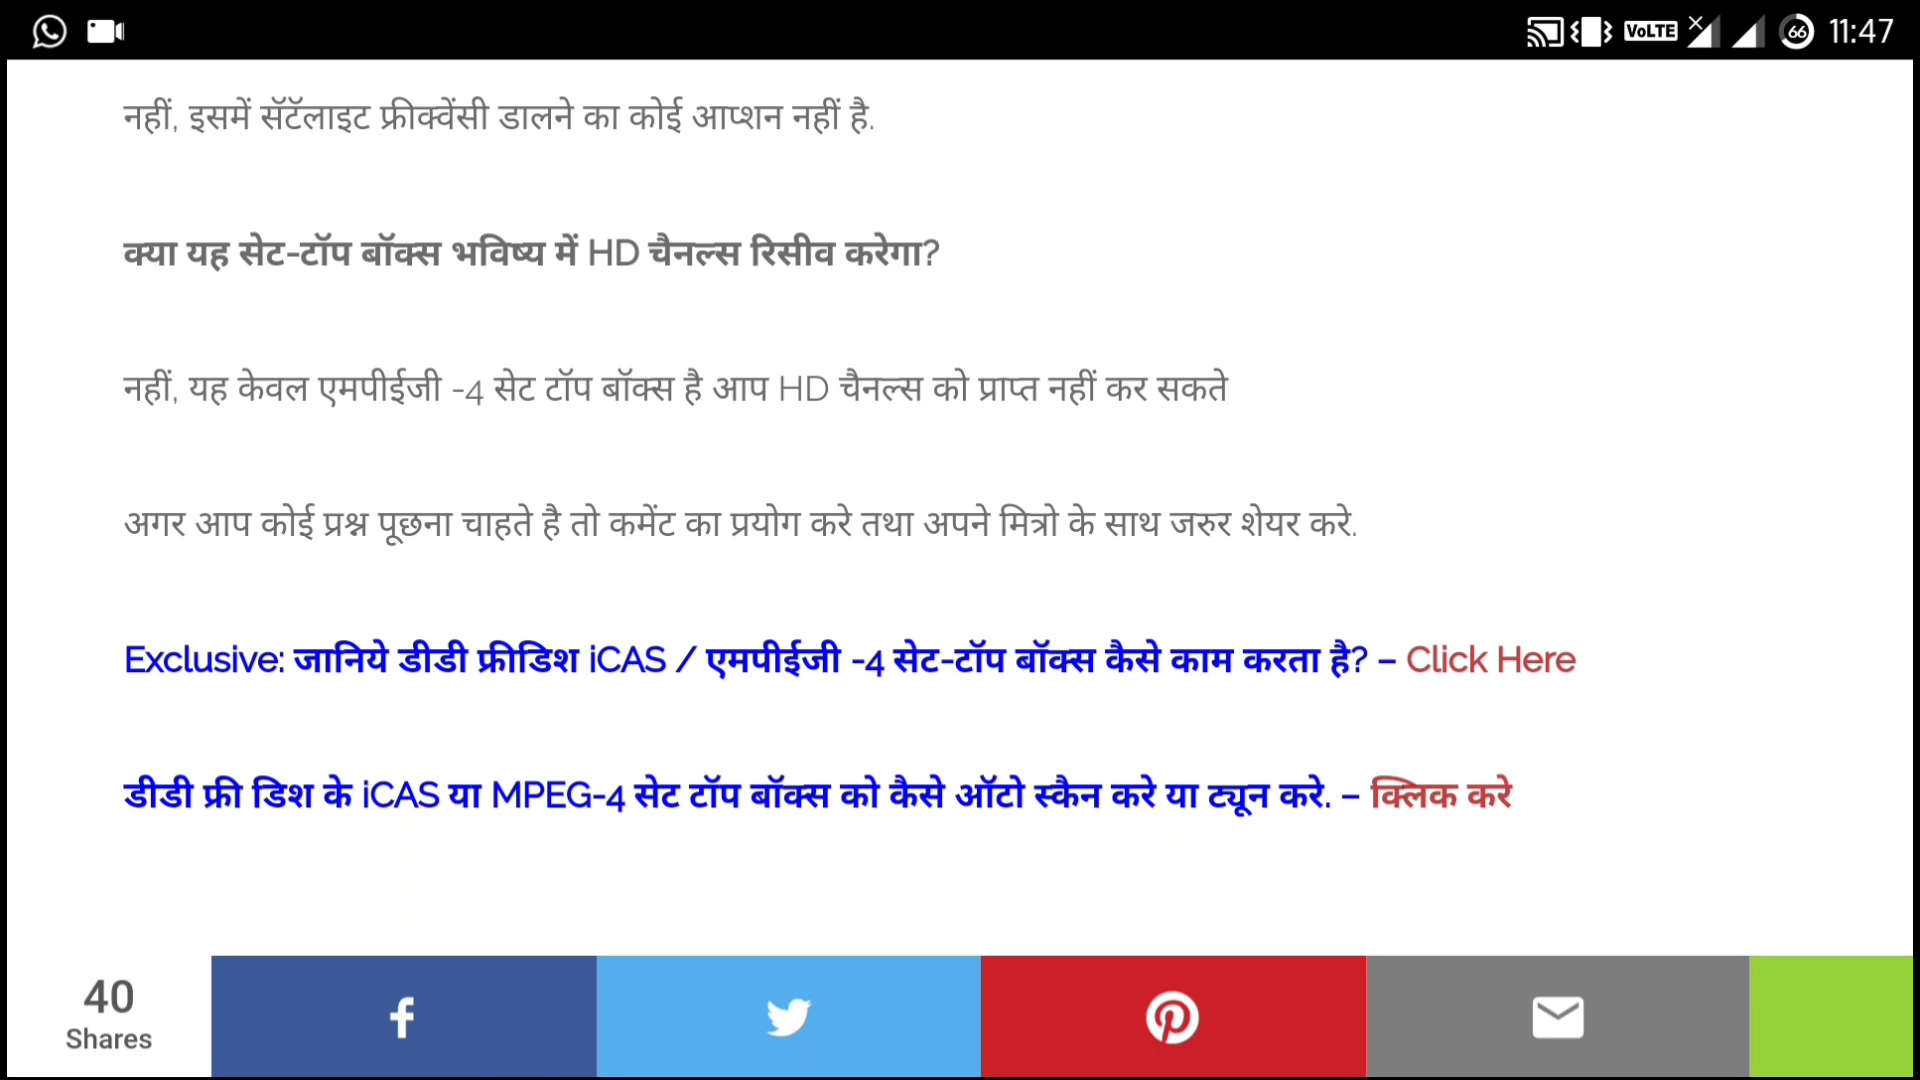 VoLTE 66 11:47
नहीं, इसमें सॅटॅलाइट फ्रीक्वेंसी डालने का कोई आप्शन नहीं है.
क्या यह सेट-टॉप बॉक्स भविष्य में HD चैनल्स रिसीव करेगा?
नहीं, यह केवल एमपीईजी -4 सेट टॉप बॉक्स है आप HD चैनल्स को प्राप्त नहीं कर सकते
अगर आप कोई प्रश्न पूछना चाहते है तो कमेंट का प्रयोग करे तथा अपने मित्रो के साथ जरुर शेयर करे.
Exclusive: जानिये डीडी फ्रीडिश iCAS / एमपीईजी -4 सेट-टॉप बॉक्स कैसे काम करता है? – Click Here
डीडी फ्री डिश के iCAS या MPEG-4 सेट टॉप बॉक्स को कैसे ऑटो स्कैन करे या ट्यून करे. – क्लिक करे
40
Shares